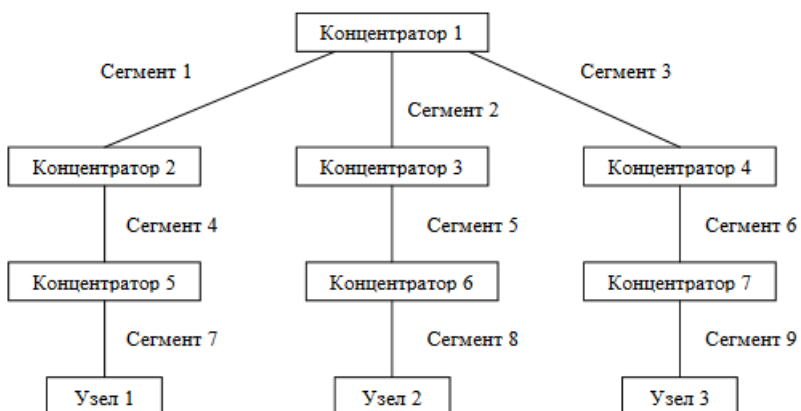 Концентратор 1
Сегмент 1
Сегмент 3
Сегмент 2
Концентратор 2
Концентратор 3
Концентратор 4
Сегмент 4
Сегмент 5
Сегмент 6
Концентратор 5
Концентратор 6
Концентратор 7
Сегмент 7
Сегмент 8
Сегмент 9
Узел 1
Узел 2
Узел 3